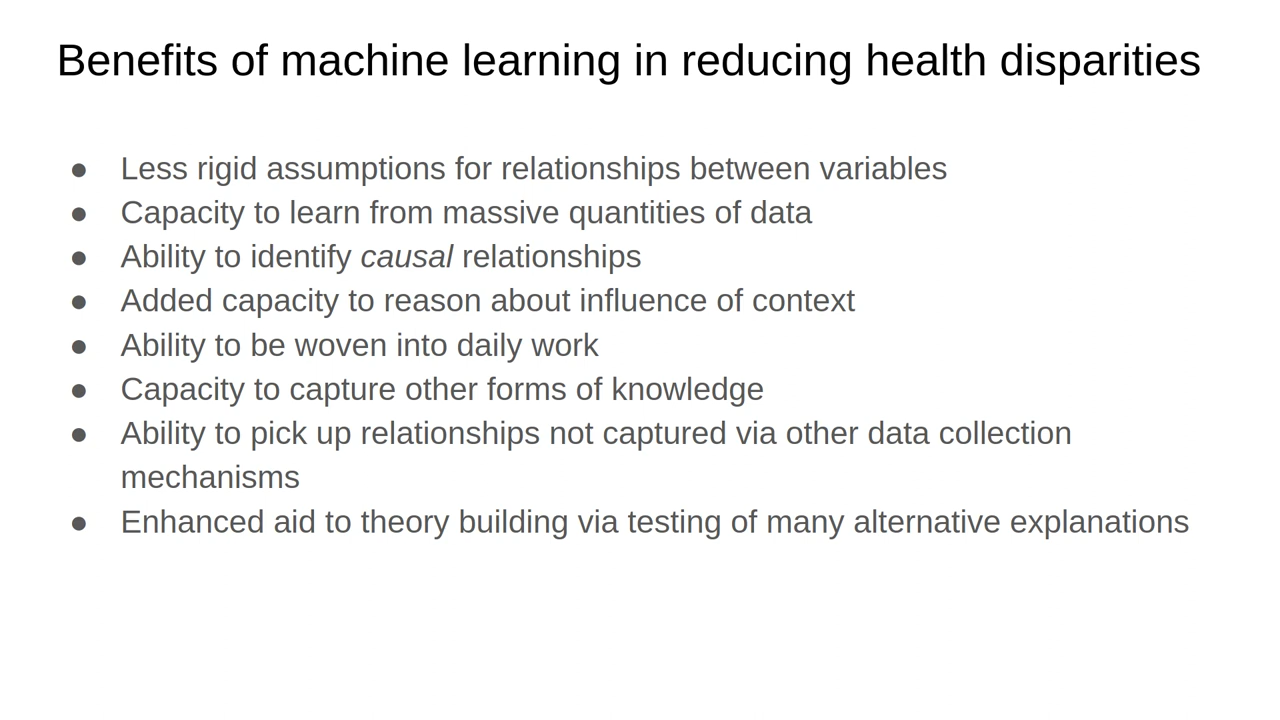 Benefits of machine learning in reducing health disparities
● Less rigid assumptions for relationships between variables
● Capacity to learn from massive quantities of data
● Ability to identify causal relationships
● Added capacity to reason about influence of context
● Ability to be woven into daily work
● Capacity to capture other forms of knowledge
● Ability to pick up relationships not captured via other data collection
mechanisms
● Enhanced aid to theory building via testing of many alternative explanations